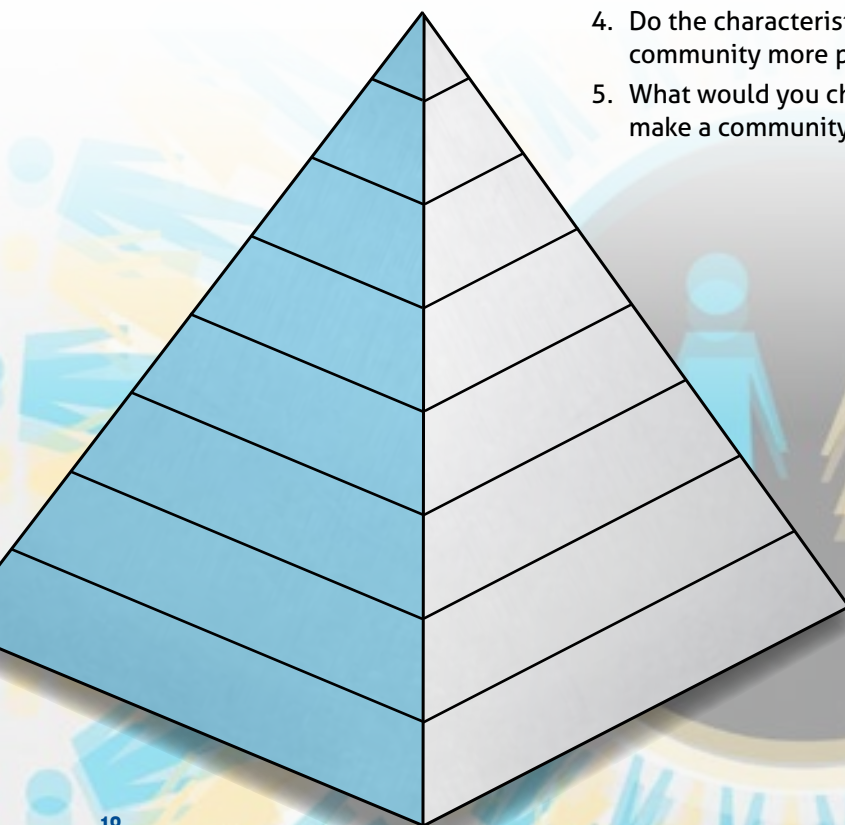 4. Do the characterist
community more p
5. What would you ch
make a community